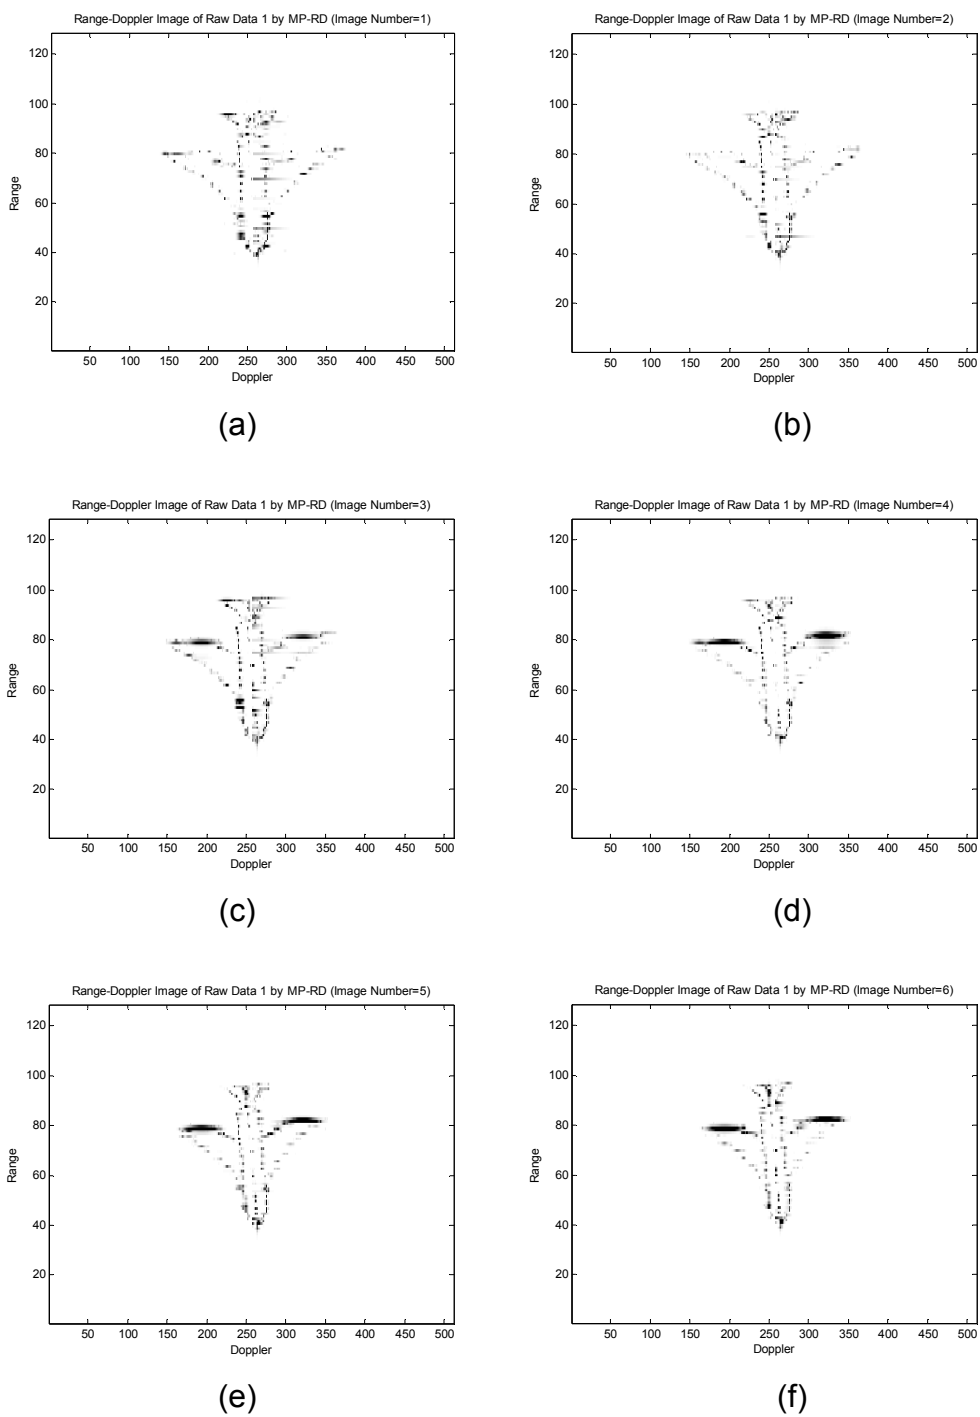 Range-Doppler Image of Raw Data 1 by MP-RD (Image Number=1)
120
100
80
60
40
20
Range
50 100 150 200 250 300 350 400 450 500
Doppler
(a)
Range-Doppler Image of Raw Data 1 by MP-RD (Image Number=2)
120
100
80
60
40
20
Range
50 100 150 200 250 300 350 400 450 500
Doppler
(b)
Range-Doppler Image of Raw Data 1 by MP-RD (Image Number=3)
120
100
80
60
40
20
Range
50 100 150 200 250 300 350 400 450 500
Doppler
(c)
Range-Doppler Image of Raw Data 1 by MP-RD (Image Number=4)
120
100
80
60
40
20
Range
50 100 150 200 250 300 350 400 450 500
Doppler
(d)
Range-Doppler Image of Raw Data 1 by MP-RD (Image Number=5)
120
100
80
60
40
20
Range
50 100 150 200 250 300 350 400 450 500
Doppler
(e)
Range-Doppler Image of Raw Data 1 by MP-RD (Image Number=6)
120
100
80
60
40
20
Range
50 100 150 200 250 300 350 400 450 500
Doppler
(f)